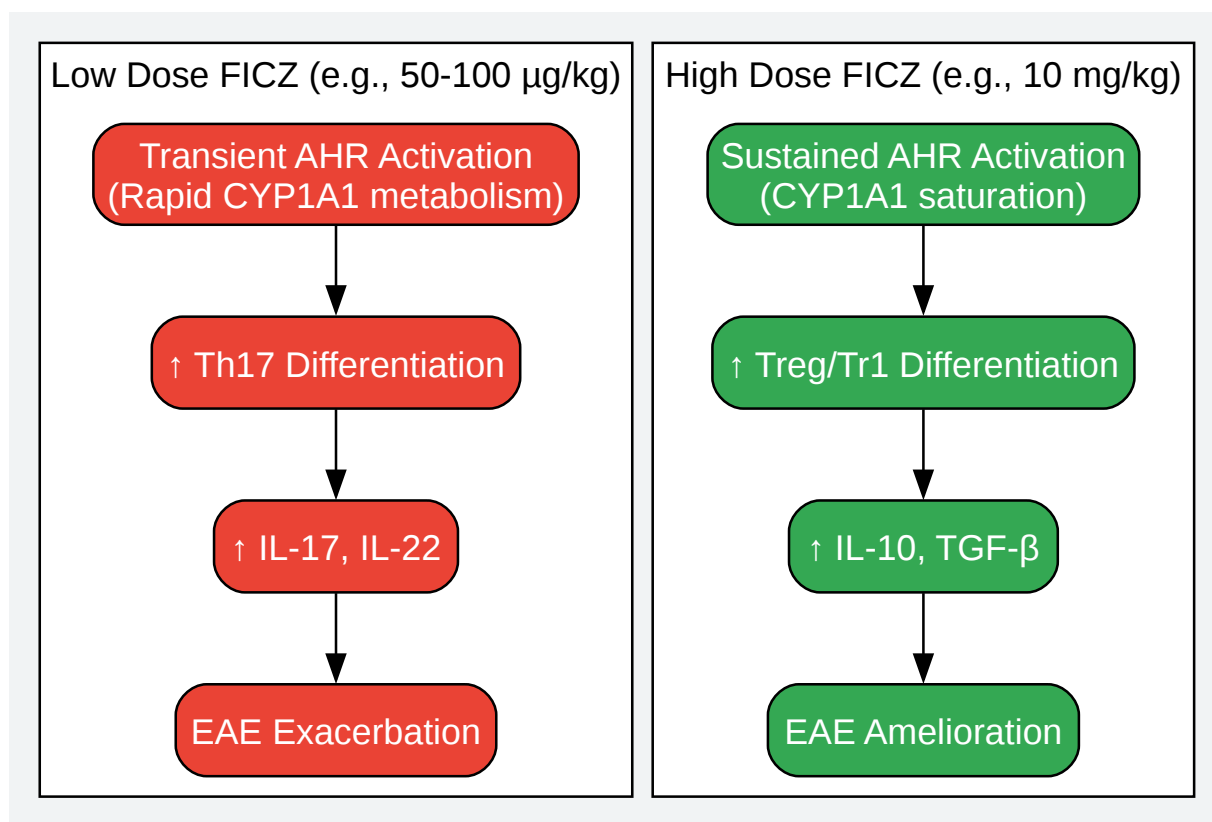 Low Dose FICZ (e.g., 50-100 µg/kg)
Transient AHR Activation
(Rapid CYP1A1 metabolism)
↑ Th17 Differentiation
↑ IL-17, IL-22
EAE Exacerbation
High Dose FICZ (e.g., 10 mg/kg)
Sustained AHR Activation
(CYP1A1 saturation)
↑ Treg/Tr1 Differentiation
↑ IL-10, TGF-β
EAE Amelioration